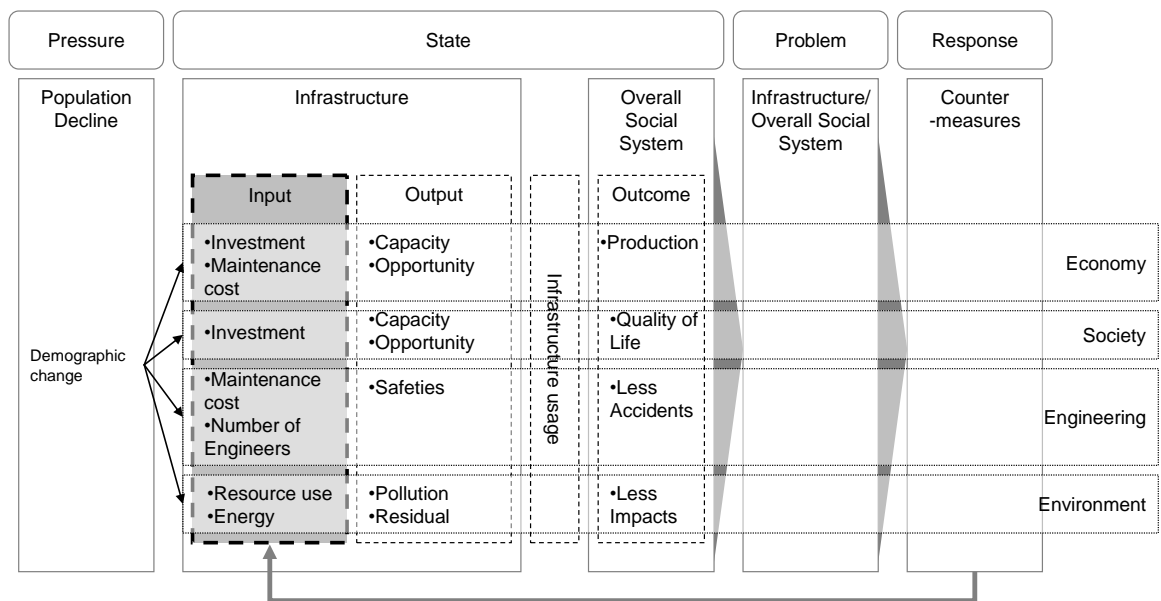 Pressure
State
Problem
Response
Population
Decline
Infrastructure
Overall
Social
System
Infrastructure/
Overall Social
System
Counter
-measures
Input
Output
Outcome
•Investment
•Maintenance
cost
•Capacity
•Opportunity
•Production
Economy
•Investment
•Capacity
•Opportunity
•Quality of
Life
Society
Infrastructure usage
Demographic
change
•Maintenance
cost
•Number of
Engineers
•Safeties
•Less
Accidents
Engineering
•Resource use
•Energy
•Pollution
•Residual
•Less
Impacts
Environment